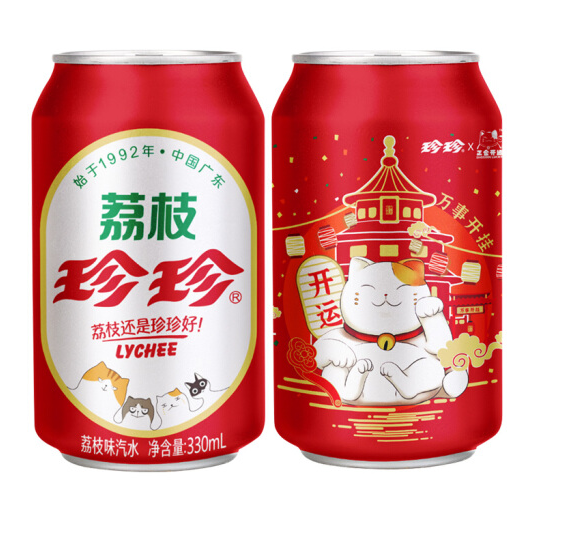 始于1992年·中国广东
荔枝
珍珍®
荔枝还是珍珍好!
LYCHEE
荔枝味汽水 净含量:330mL
珍珍 X
万事开挂
开运